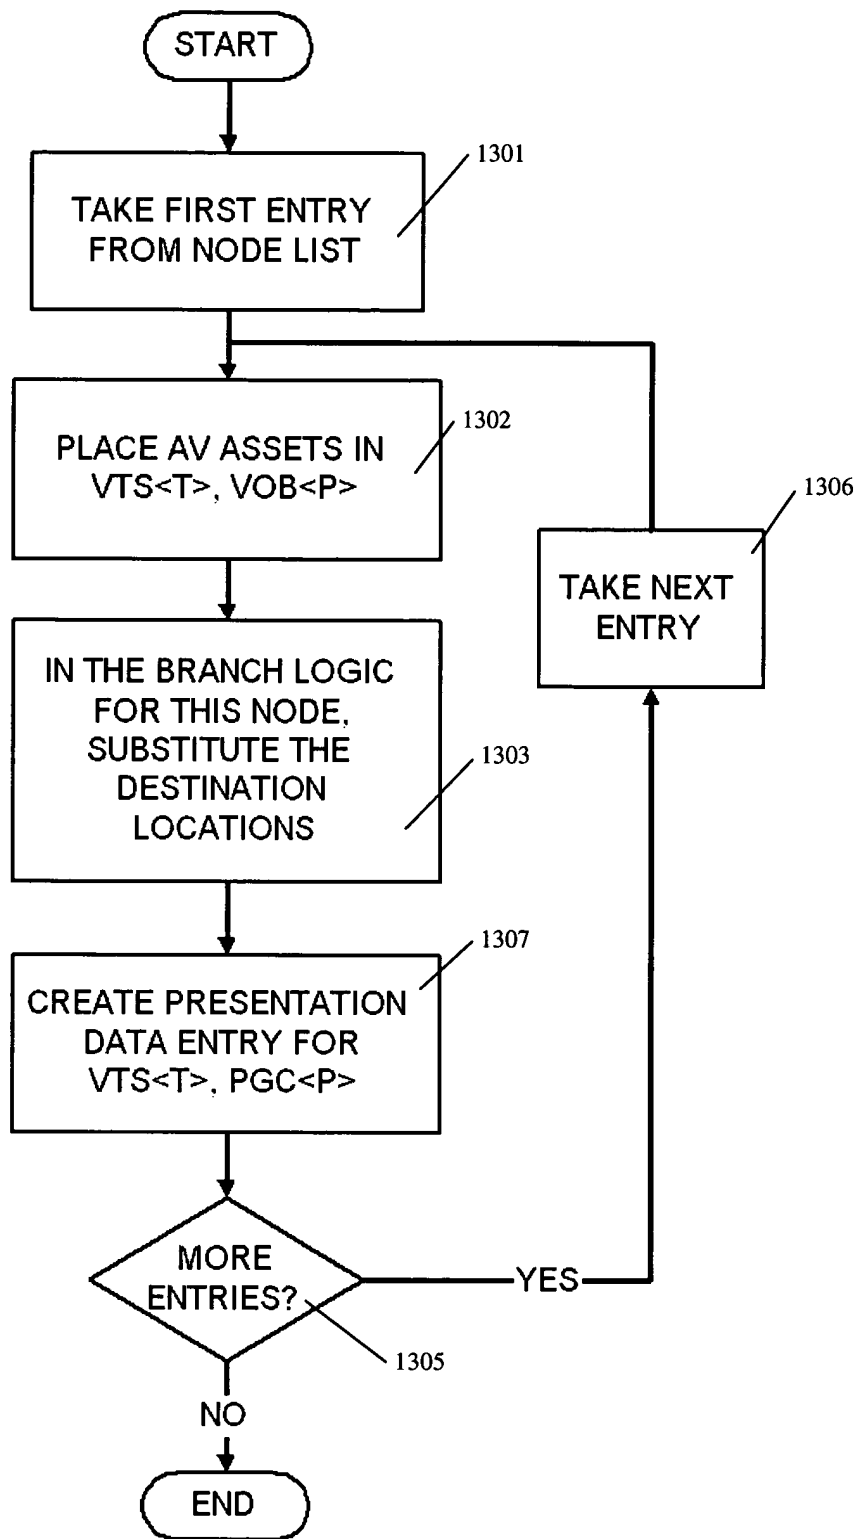 START
1301
TAKE FIRST ENTRY
FROM NODE LIST
1302
PLACE AV ASSETS IN
VTS<T>, VOB<P>
1306
TAKE NEXT
ENTRY
IN THE BRANCH LOGIC
FOR THIS NODE,
SUBSTITUTE THE
DESTINATION
LOCATIONS
1303
1307
CREATE PRESENTATION
DATA ENTRY FOR
VTS<T>, PGC<P>
MORE
ENTRIES?
YES
1305
NO
END